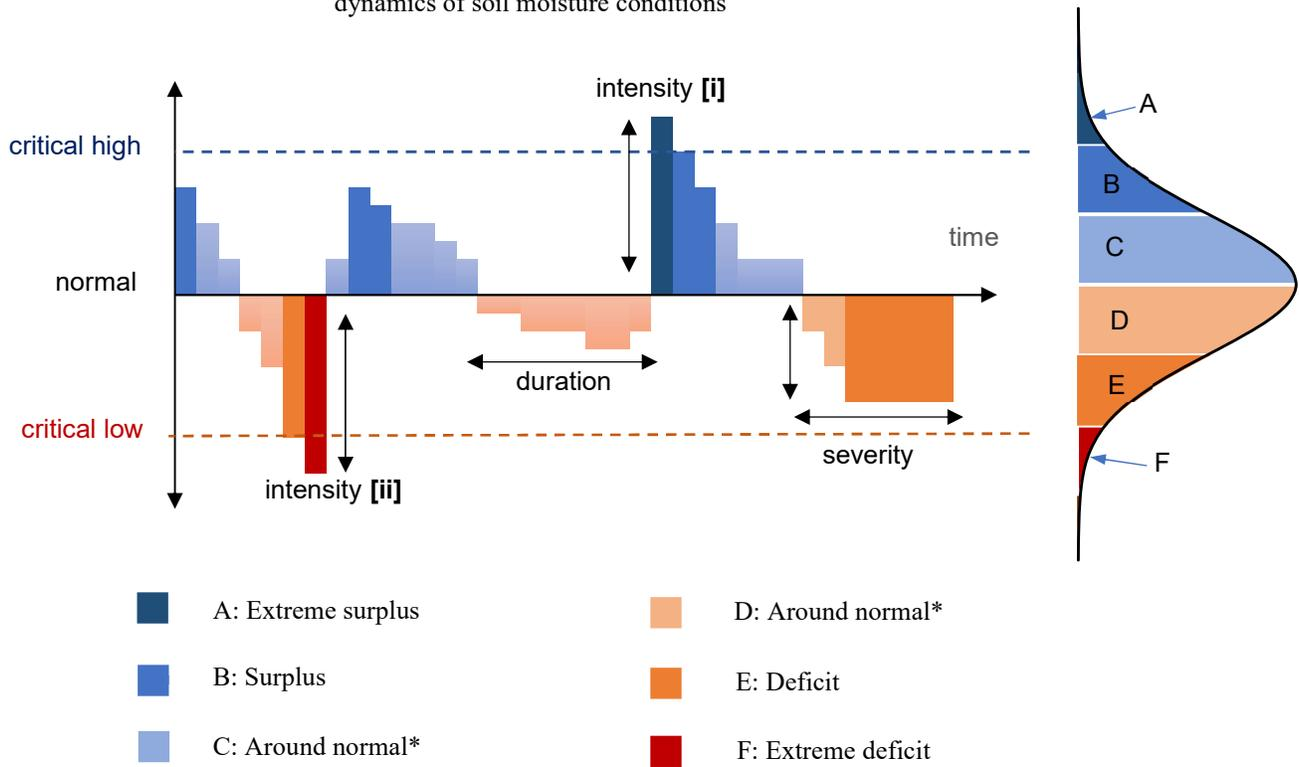 dynamics of soil moisture conditions
intensity [i]
A
critical high
B
time
C
normal
D
duration
E
critical low
severity
F
intensity [ii]
A: Extreme surplus
D: Around normal*
B: Surplus
E: Deficit
C: Around normal*
F: Extreme deficit